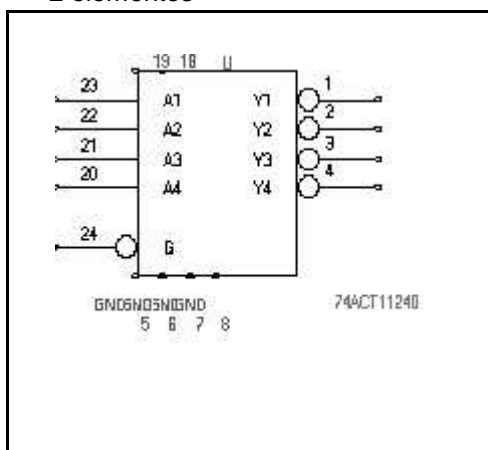 2 elementos
19 18 U
23 A1 Y1 1
22 A2 Y2 2
21 A3 Y3 3
20 A4 Y4 4
24 G
GNDGNDGNDGND 74ACT11240
5 6 7 8